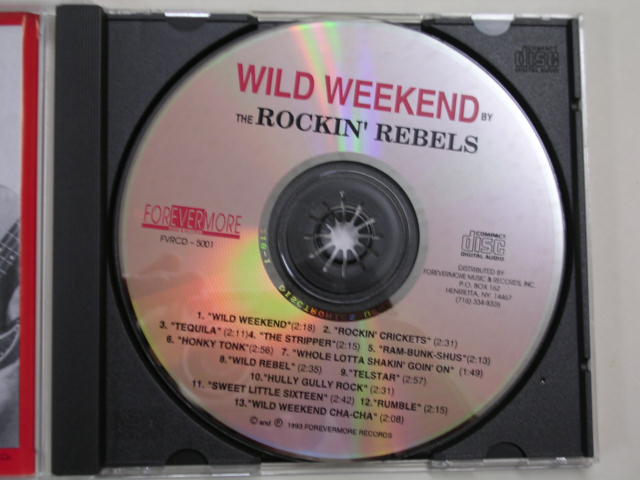 WILD WEEKEND BY
THE ROCKIN' REBELS
COMPACT
disc
DIGITAL AUDIO
FOREVERMORE
FVRCD - 5001
COMPACT
disc
DIGITAL AUDIO
DISTRIBUTED BY:
FOREVERMORE MUSIC & RECORDS, INC.
P.O. BOX 162
HENRIETTA, NY. 14467
1. "WILD WEEKEND"(2:18) 2. "ROCKIN' CRICKETS" (2:31)
3. "TEQUILA" (2:11) 4. "THE STRIPPER"(2:15) 5. "RAM-BUNK-SHUS"(2:13)
6. "HONKY TONK"(2:56) 7. "WHOLE LOTTA SHAKIN' GOIN' ON" (1:49)
8."WILD REBEL" (2:35) 9."TELSTAR" (2:57)
10."HULLY GULLY ROCK" (2:31)
11. "SWEET LITTLE SIXTEEN" (2:42) 12."RUMBLE" (2:15)
13."WILD WEEKEND CHA-CHA" (2:08)
© and ℗ 1993 FOREVERMORE RECORDS